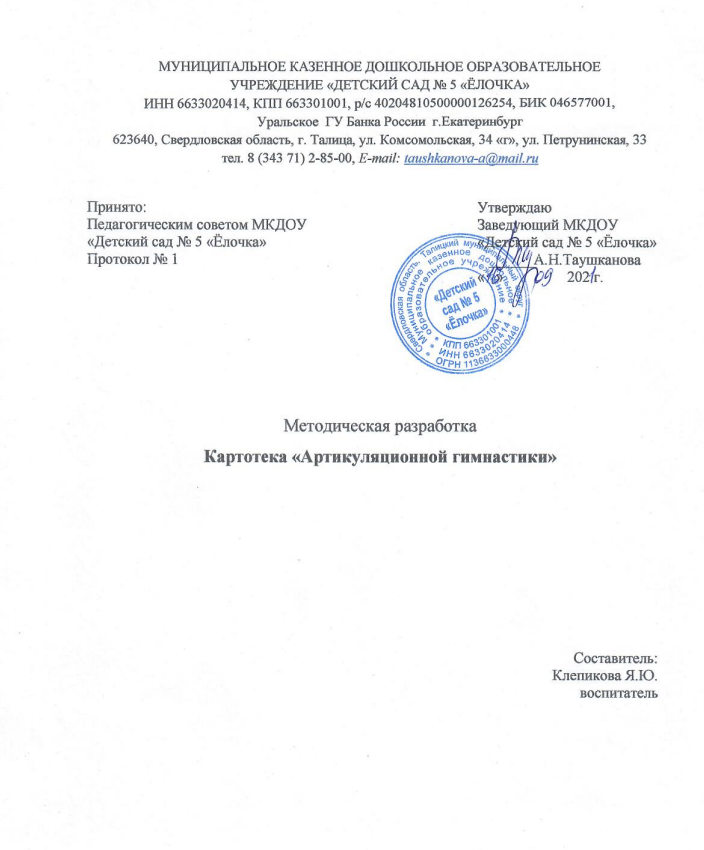 МУНИЦИПАЛЬНОЕ КАЗЕННОЕ ДОШКОЛЬНОЕ ОБРАЗОВАТЕЛЬНОЕ
УЧРЕЖДЕНИЕ «ДЕТСКИЙ САД № 5 «ЁЛОЧКА»
ИНН 6633020414, КПП 663301001, р/с 40204810500000126254, БИК 046577001,
Уральское ГУ Банка России г.Екатеринбург
623640, Свердловская область, г. Талица, ул. Комсомольская, 34 «г», ул. Петрунинская, 33
тел. 8 (343 71) 2-85-00, E-mail: taushkanova-a@mail.ru
Принято:
Педагогическим советом МКДОУ
«Детский сад № 5 «Ёлочка»
Протокол № 1
Утверждаю
Заведующий МКДОУ
«Детский сад № 5 «Ёлочка»
А.Н.Таушканова
09 2021г.
Свердловская область, Талицкий муниципальный
Муниципальное казенное дошкольное
образовательное учреждение
«Детский
сад № 5
«Ёлочка»
* КПП 663301001 *
* ИНН 6633020414 *
* ОГРН 1136633000448 *
Методическая разработка
Картотека «Артикуляционной гимнастики»
Составитель:
Клепикова Я.Ю.
воспитатель